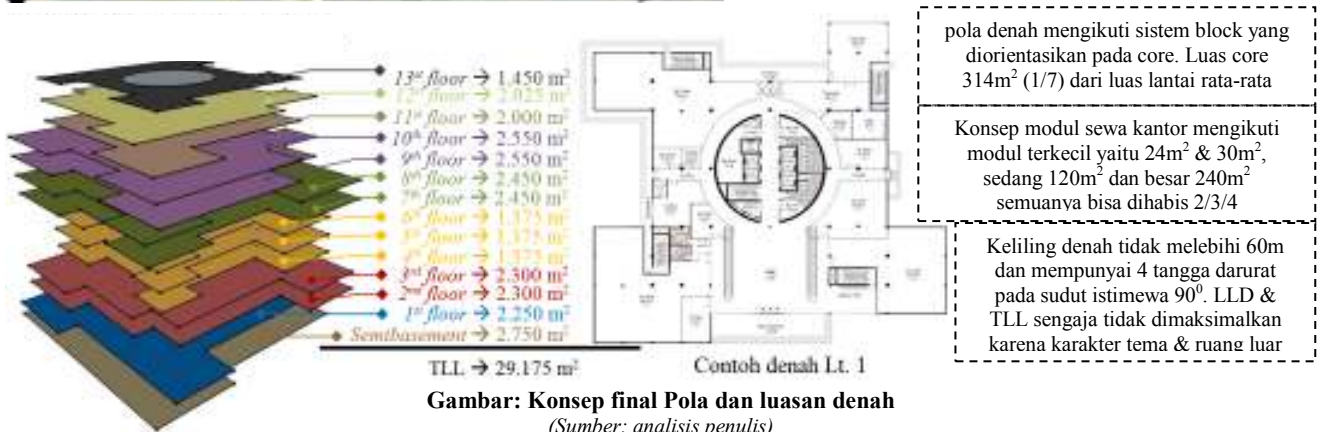 13st floor → 1.450 m²
12st floor → 2.025 m²
11st floor → 2.000 m²
10th floor → 2.550 m²
9th floor → 2.550 m²
8th floor → 2.450 m²
7th floor → 2.450 m²
6th floor → 1.375 m²
5th floor → 1.375 m²
floor → 1.375 m²
3rd floor → 2.300 m²
2nd floor → 2.300 m²
1st floor → 2.250 m²
Semibasement → 2.750 m²
TLL → 29.175 m²
Contoh denah Lt. 1
pola denah mengikuti sistem block yang
diorientasikan pada core. Luas core
314m² (1/7) dari luas lantai rata-rata
Konsep modul sewa kantor mengikuti
modul terkecil yaitu 24m² & 30m²,
sedang 120m² dan besar 240m²
semuanya bisa dihabis 2/3/4
Keliling denah tidak melebihi 60m
dan mempunyai 4 tangga darurat
pada sudut istimewa 90⁰. LLD &
TLL sengaja tidak dimaksimalkan
karena karakter tema & ruang luar
Gambar: Konsep final Pola dan luasan denah
(Sumber: analisis penulis)